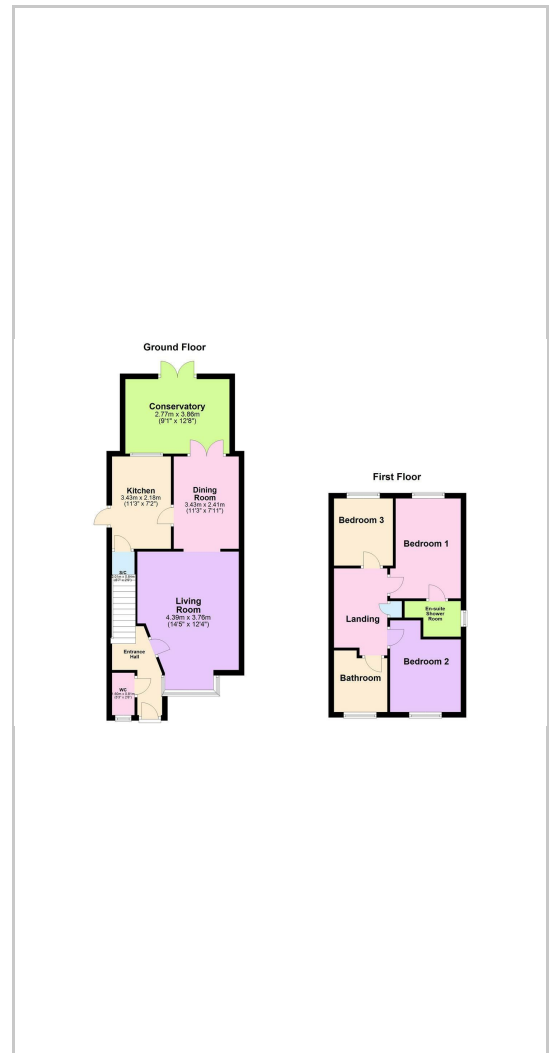 Ground Floor
Conservatory
2.77m x 3.86m
(9'1" x 12'8")
Kitchen
3.43m x 2.18m
(11'3" x 7'2")
Dining
Room
3.43m x 2.41m
(11'3" x 7'11")
S/C
Living
Room
4.39m x 3.76m
(14'5" x 12'4")
Entrance
Hall
WC
First Floor
Bedroom 3
Bedroom 1
En-suite
Shower
Room
Landing
Bedroom 2
Bathroom